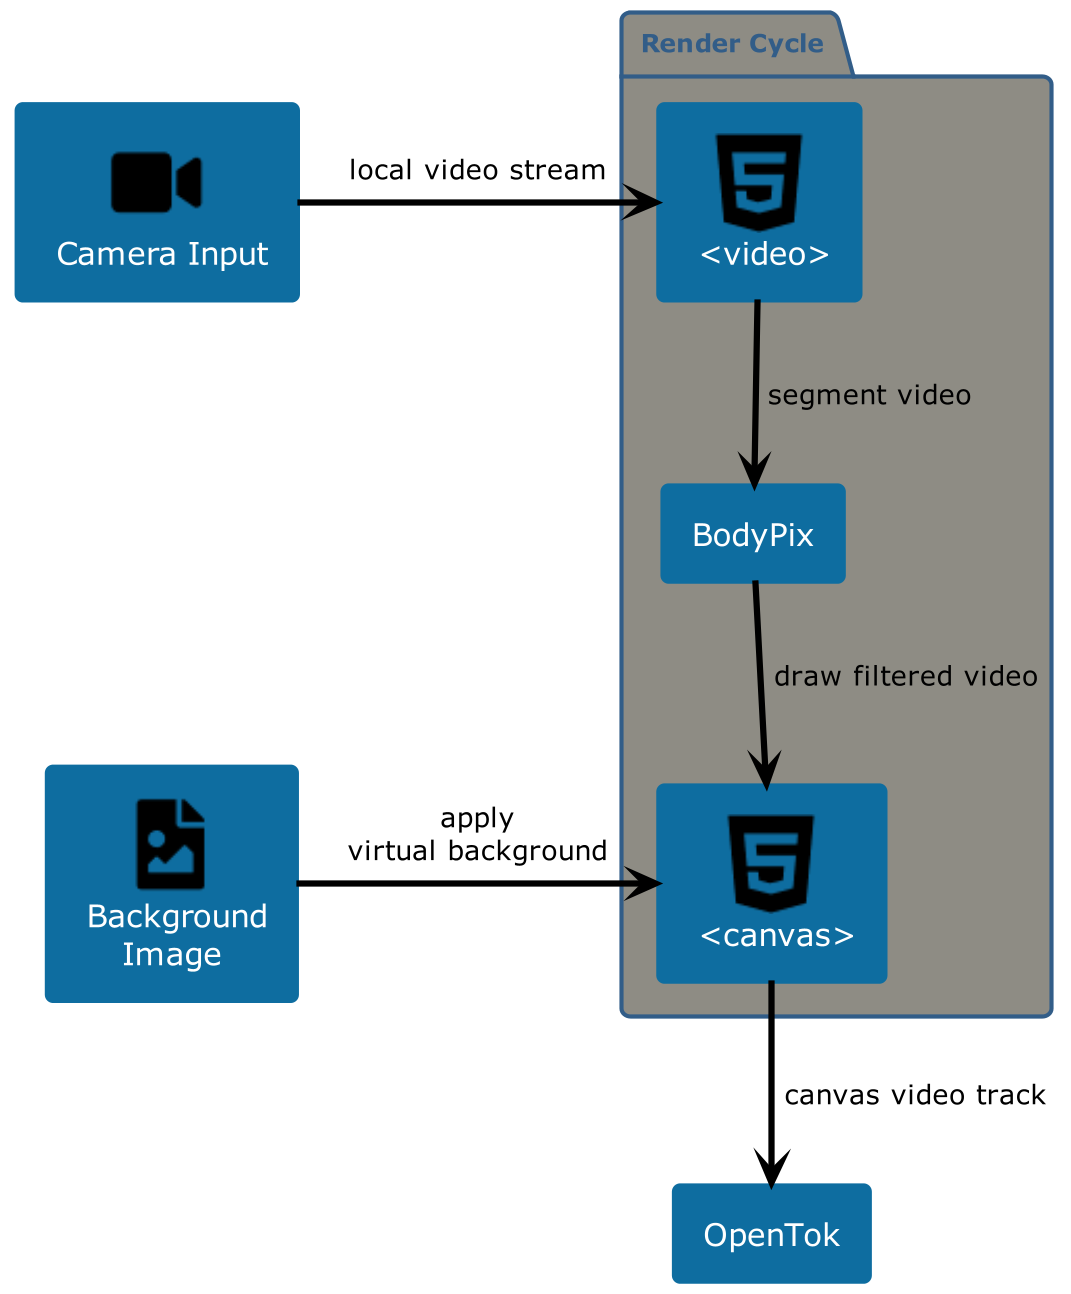 Render Cycle
Camera Input
local video stream
<video>
segment video
BodyPix
draw filtered video
Background
Image
apply
virtual background
<canvas>
canvas video track
OpenTok